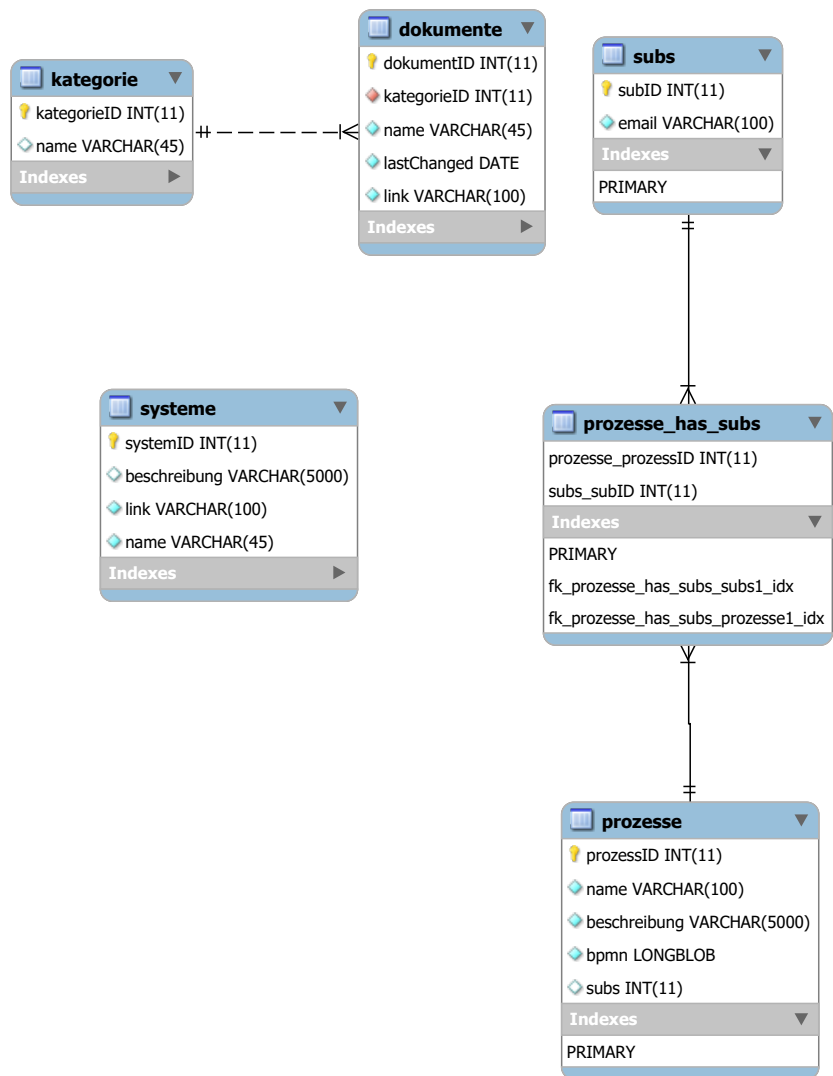 kategorie
kategorieID INT(11)
name VARCHAR(45)
Indexes
dokumente
dokumentID INT(11)
kategorieID INT(11)
name VARCHAR(45)
lastChanged DATE
link VARCHAR(100)
Indexes
subs
subID INT(11)
email VARCHAR(100)
Indexes
PRIMARY
systeme
systemID INT(11)
beschreibung VARCHAR(5000)
link VARCHAR(100)
name VARCHAR(45)
Indexes
prozesse_has_subs
prozesse_prozessID INT(11)
subs_subID INT(11)
Indexes
PRIMARY
fk_prozesse_has_subs_subs1_idx
fk_prozesse_has_subs_prozesse1_idx
prozesse
prozessID INT(11)
name VARCHAR(100)
beschreibung VARCHAR(5000)
bpmn LONGBLOB
subs INT(11)
Indexes
PRIMARY